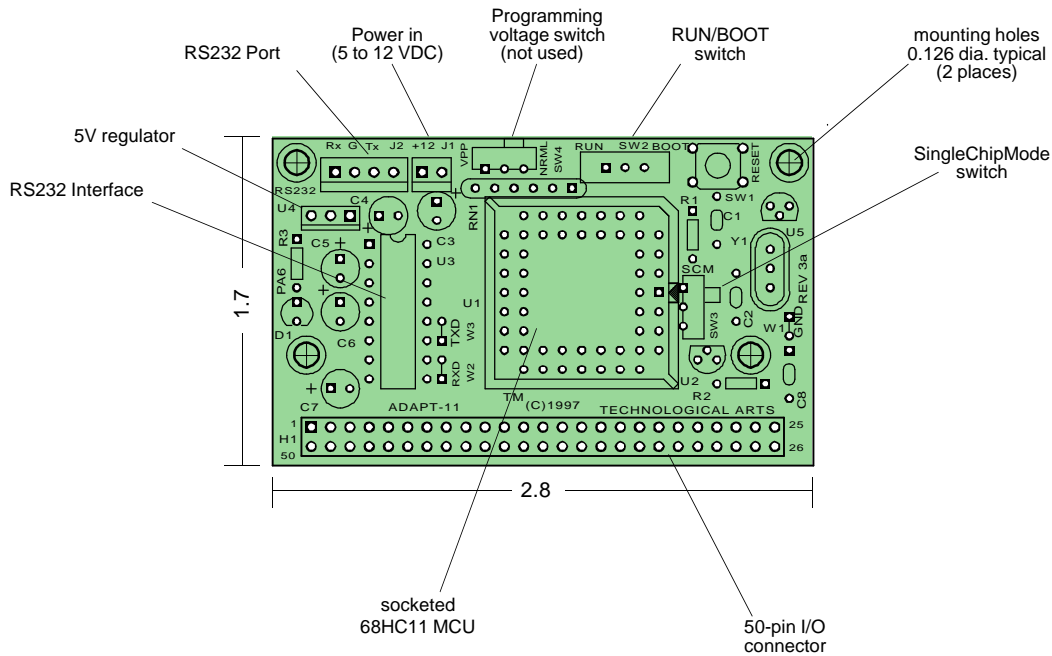 Programming
voltage switch
(not used)
Power in
(5 to 12 VDC)
RS232 Port
RUN/BOOT
switch
mounting holes
0.126 dia. typical
(2 places)
5V regulator
RS232 Interface
SingleChipMode
switch
Rx G Tx J2 +12 J1
VPP
NRML
SW4
RUN SW2 BOOT
RESET
RS232
U4
C4
RN1
R1
SW1
C1
R3
C5
C3
U3
Y1
U5
PA6
U1
SCM
REV 3a
SW3
C2
D1
C6
TXD
W3
RXD
W2
W1
GND
U2
R2
C8
C7
ADAPT-11
TM
(C)1997
TECHNOLOGICAL ARTS
1
25
H1
50
26
1.7
2.8
socketed
68HC11 MCU
50-pin I/O
connector